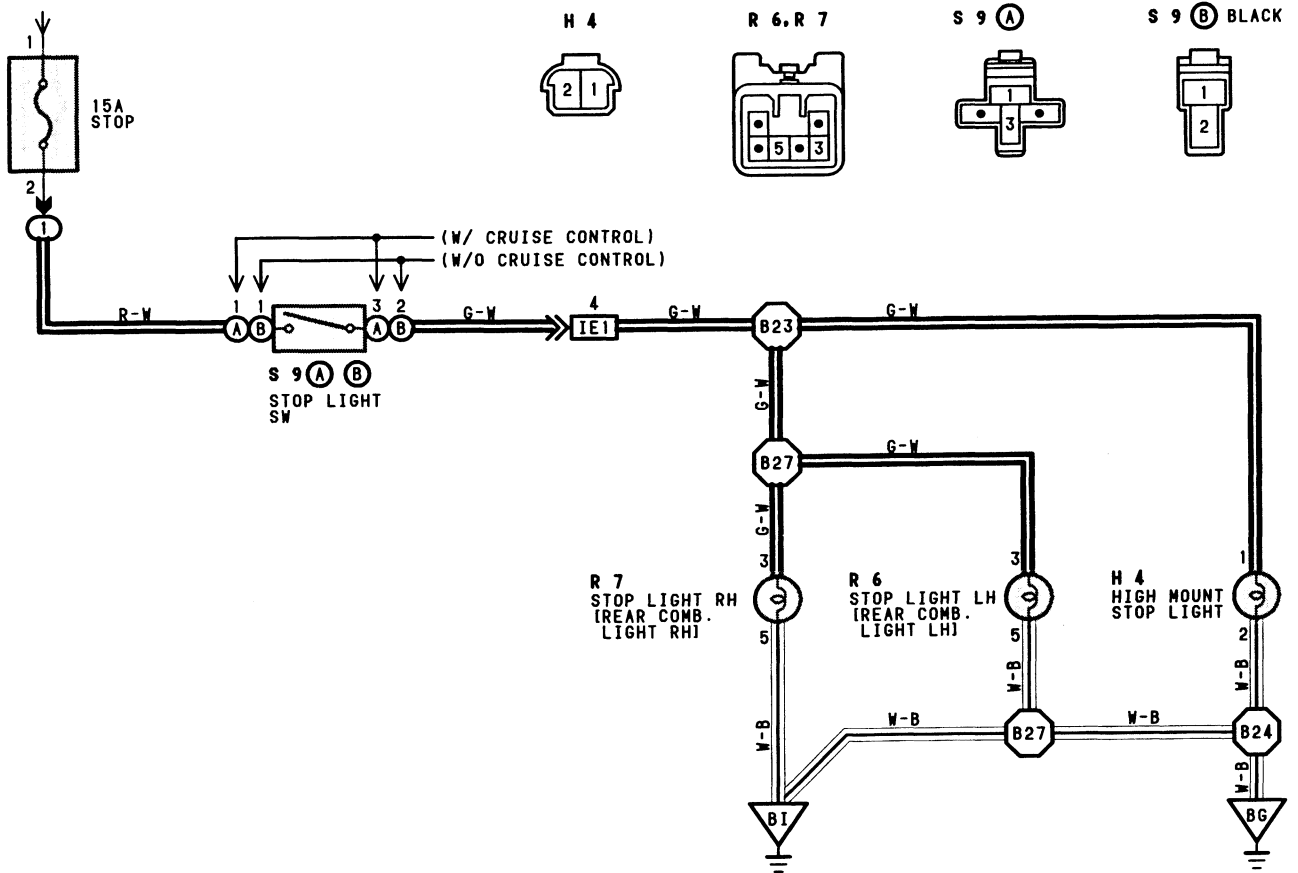 H 4
R 6, R 7
S 9 A
S 9 B BLACK
1
15A
STOP
2
1
2 1
5 3
1
3
1
2
(W/ CRUISE CONTROL)
(W/O CRUISE CONTROL)
R-W
1 1
A B
3 2
A B
G-W
4
IE1
G-W
B23
G-W
S 9 A B
STOP LIGHT
SW
G-W
B27
G-W
G-W
3
R 7
STOP LIGHT RH
[REAR COMB.
LIGHT RH]
5
3
R 6
STOP LIGHT LH
[REAR COMB.
LIGHT LH]
5
1
H 4
HIGH MOUNT
STOP LIGHT
2
W-B
W-B
W-B
W-B
B27
W-B
B24
W-B
BI
BG